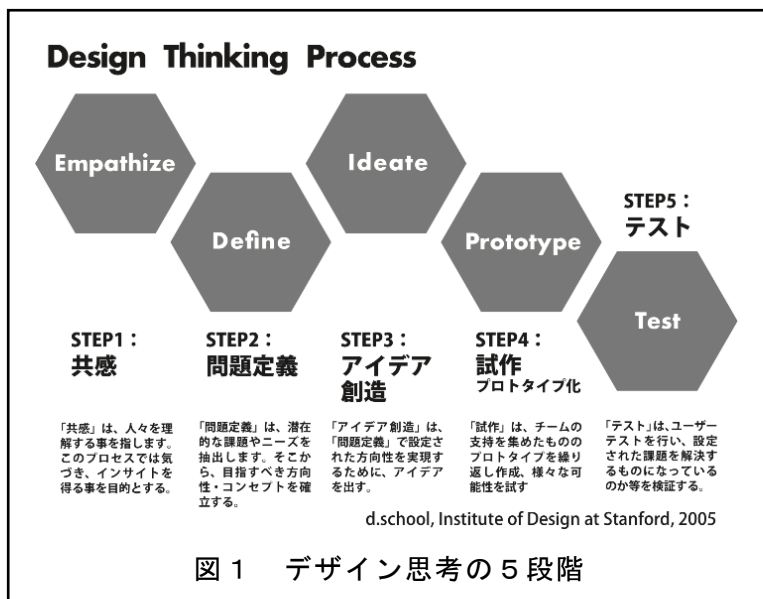 Design Thinking Process
Empathize
Define
Ideate
Prototype
Test
STEP1：
共感
「共感」は、人々を理
解する事を指します。
このプロセスでは気
づき、インサイトを
得る事を目的とする。
STEP2：
問題定義
「問題定義」は、潜在
的な課題やニーズを
抽出します。そこか
ら、目指すべき方向
性・コンセプトを確
立する。
STEP3：
アイデア
創造
「アイデア創造」は、
「問題定義」で設定さ
れた方向性を実現す
るために、アイデア
を出す。
STEP4：
試作
プロトタイプ化
「試作」は、チームの
支持を集めたものの
プロトタイプを繰り
返し作成、様々な可
能性を試す
STEP5：
テスト
「テスト」は、ユーザー
テストを行い、設定
された課題を解決す
るものになっている
のか等を検証する。
d.school, Institute of Design at Stanford, 2005
図１　デザイン思考の５段階